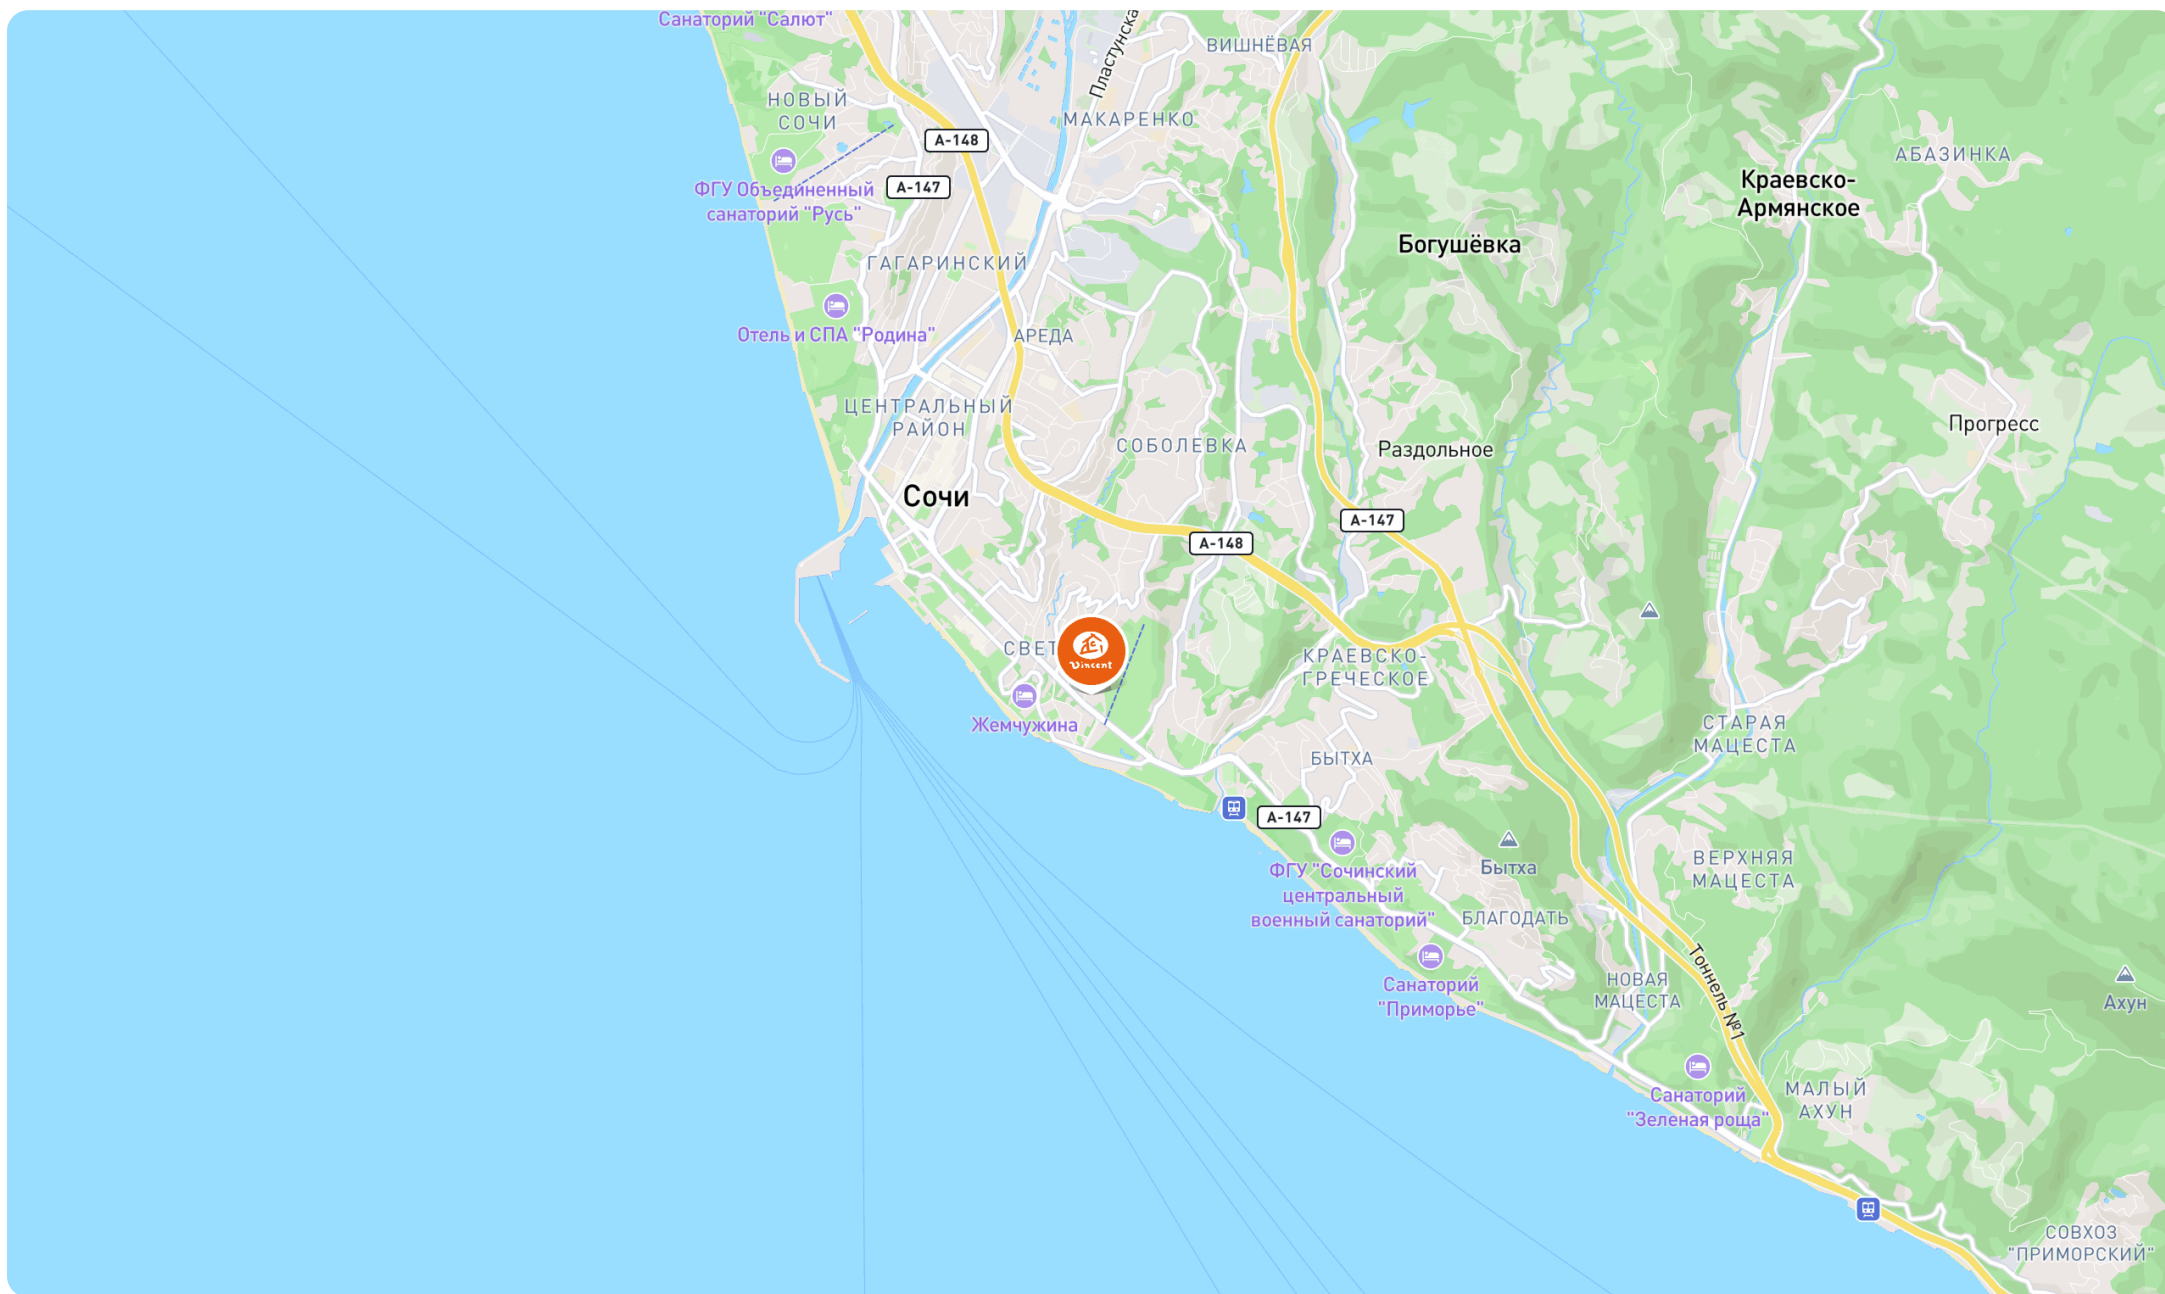 Санаторий "Салют"
Пластунска
ВИШНЁВАЯ
НОВЫЙ
СОЧИ
МАКАРЕНКО
А-148
АБАЗИНКА
ФГУ Объединенный
санаторий "Русь"
А-147
Краевско-
Армянское
Богушёвка
ГАГАРИНСКИЙ
Отель и СПА "Родина"
АРЕДА
ЦЕНТРАЛЬНЫЙ
РАЙОН
СОБОЛЕВКА
Раздольное
Прогресс
Сочи
А-147
А-148
СВЕТ
Vincent
КРАЕВСКО-
ГРЕЧЕСКОЕ
Жемчужина
СТАРАЯ
МАЦЕСТА
БЫТХА
А-147
ФГУ "Сочинский
центральный
военный санаторий"
Бытха
ВЕРХНЯЯ
МАЦЕСТА
БЛАГОДАТЬ
Санаторий
"Приморье"
НОВАЯ
МАЦЕСТА
Тоннель №1
Ахун
Санаторий
"Зеленая роща"
МАЛЫЙ
АХУН
СОВХОЗ
"ПРИМОРСКИЙ"